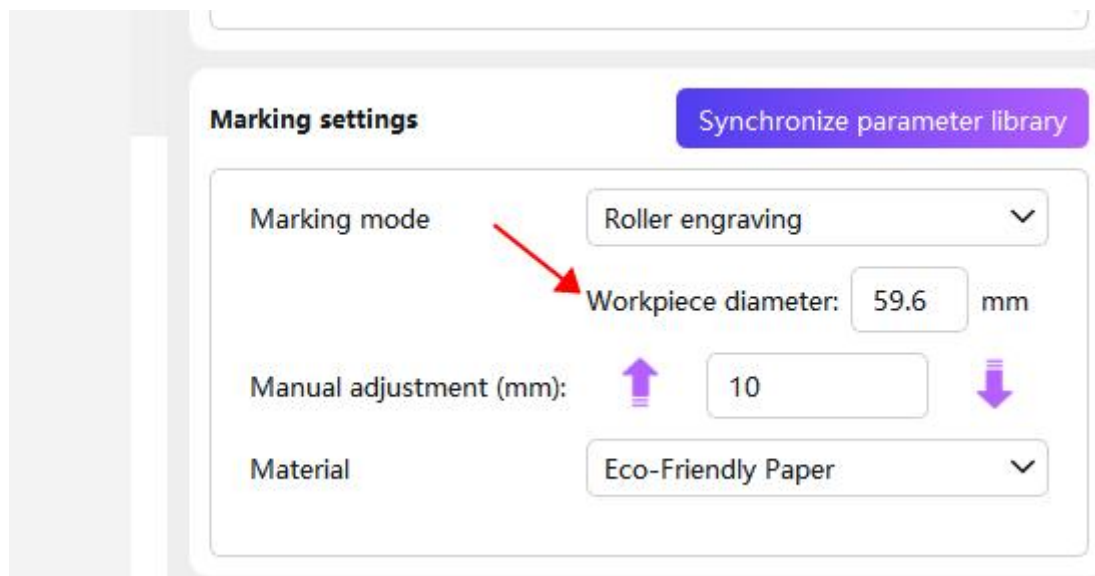 Marking settings
Synchronize parameter library
Marking mode
Roller engraving
Workpiece diameter: 59.6 mm
Manual adjustment (mm): 10
Material
Eco-Friendly Paper